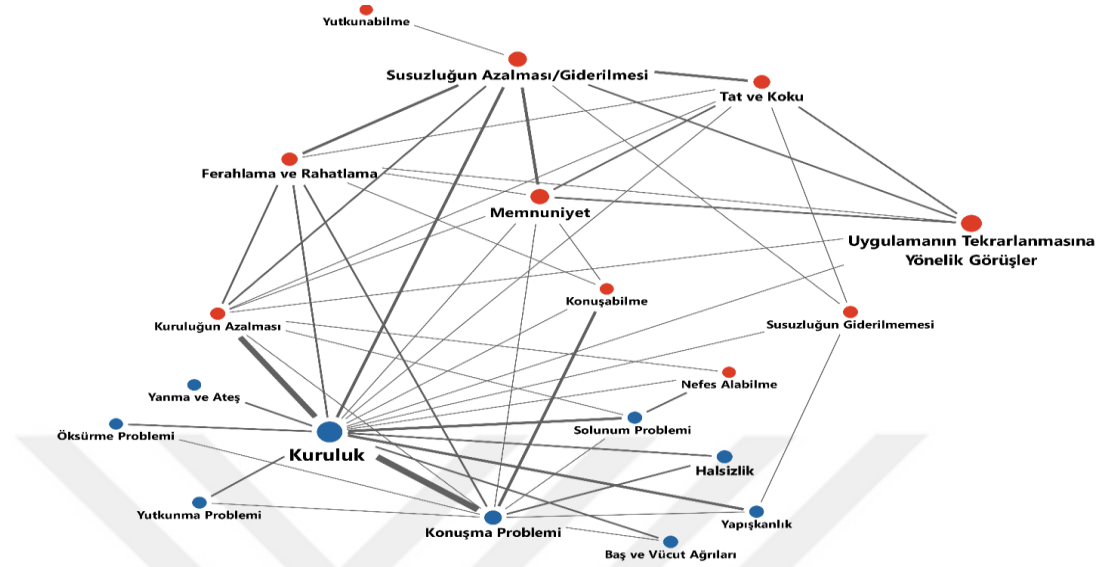 Yutkunabilme
Susuzluğun Azalması/Giderilmesi
Tat ve Koku
Ferahlama ve Rahatlama
Memnuniyet
Uygulamanın Tekrarlanmasına
Yönelik Görüşler
Konuşabilme
Kuruluğun Azalması
Susuzluğun Giderilmemesi
Nefes Alabilme
Yanma ve Ateş
Öksürme Problemi
Solunum Problemi
Kuruluk
Halsizlik
Yutkunma Problemi
Yapışkanlık
Konuşma Problemi
Baş ve Vücut Ağrıları